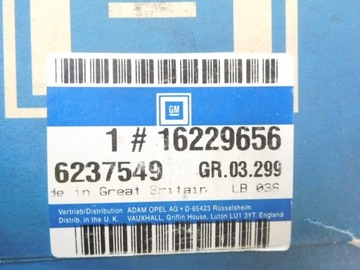 GM
1 # 16229656
6237549 GR.03.299
de in Great Britain LB 036
Vertrieb/Distribution ADAM OPEL AG • D-65423 Rüsselsheim
Distributed in the U.K. VAUXHALL, Griffin House, Luton LU1 3YT. England